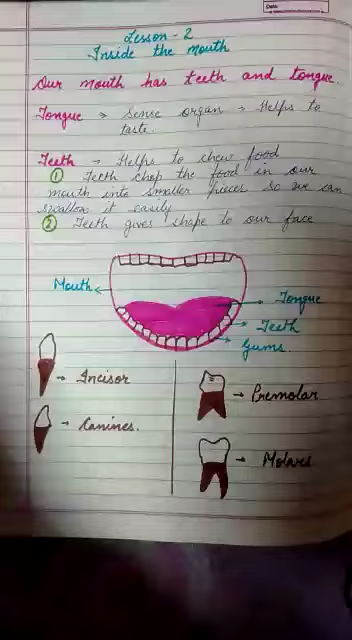 Date:
Lesson - 2
Inside the mouth
Our mouth has teeth and tongue.
Tongue → Sense organ → Helps to
taste.
Teeth → Helps to chew food
① Teeth chop the food in our
mouth into smaller pieces so we can
swallow it easily
② Teeth gives shape to our face
Mouth ←
→ Tongue
→ Teeth
→ Gums.
→ Incisor
→ Canines.
→ Premolar
→ Molars